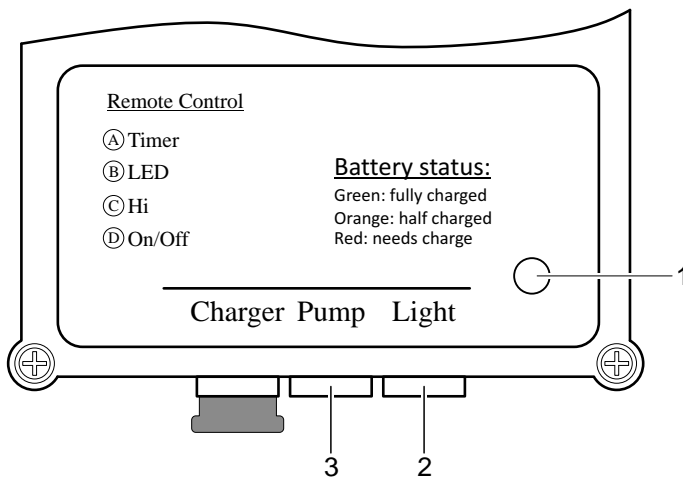 Remote Control
Ⓐ Timer
Ⓑ LED
Ⓒ Hi
Ⓓ On/Off
Battery status:
Green: fully charged
Orange: half charged
Red: needs charge
1
Charger Pump Light
3 2